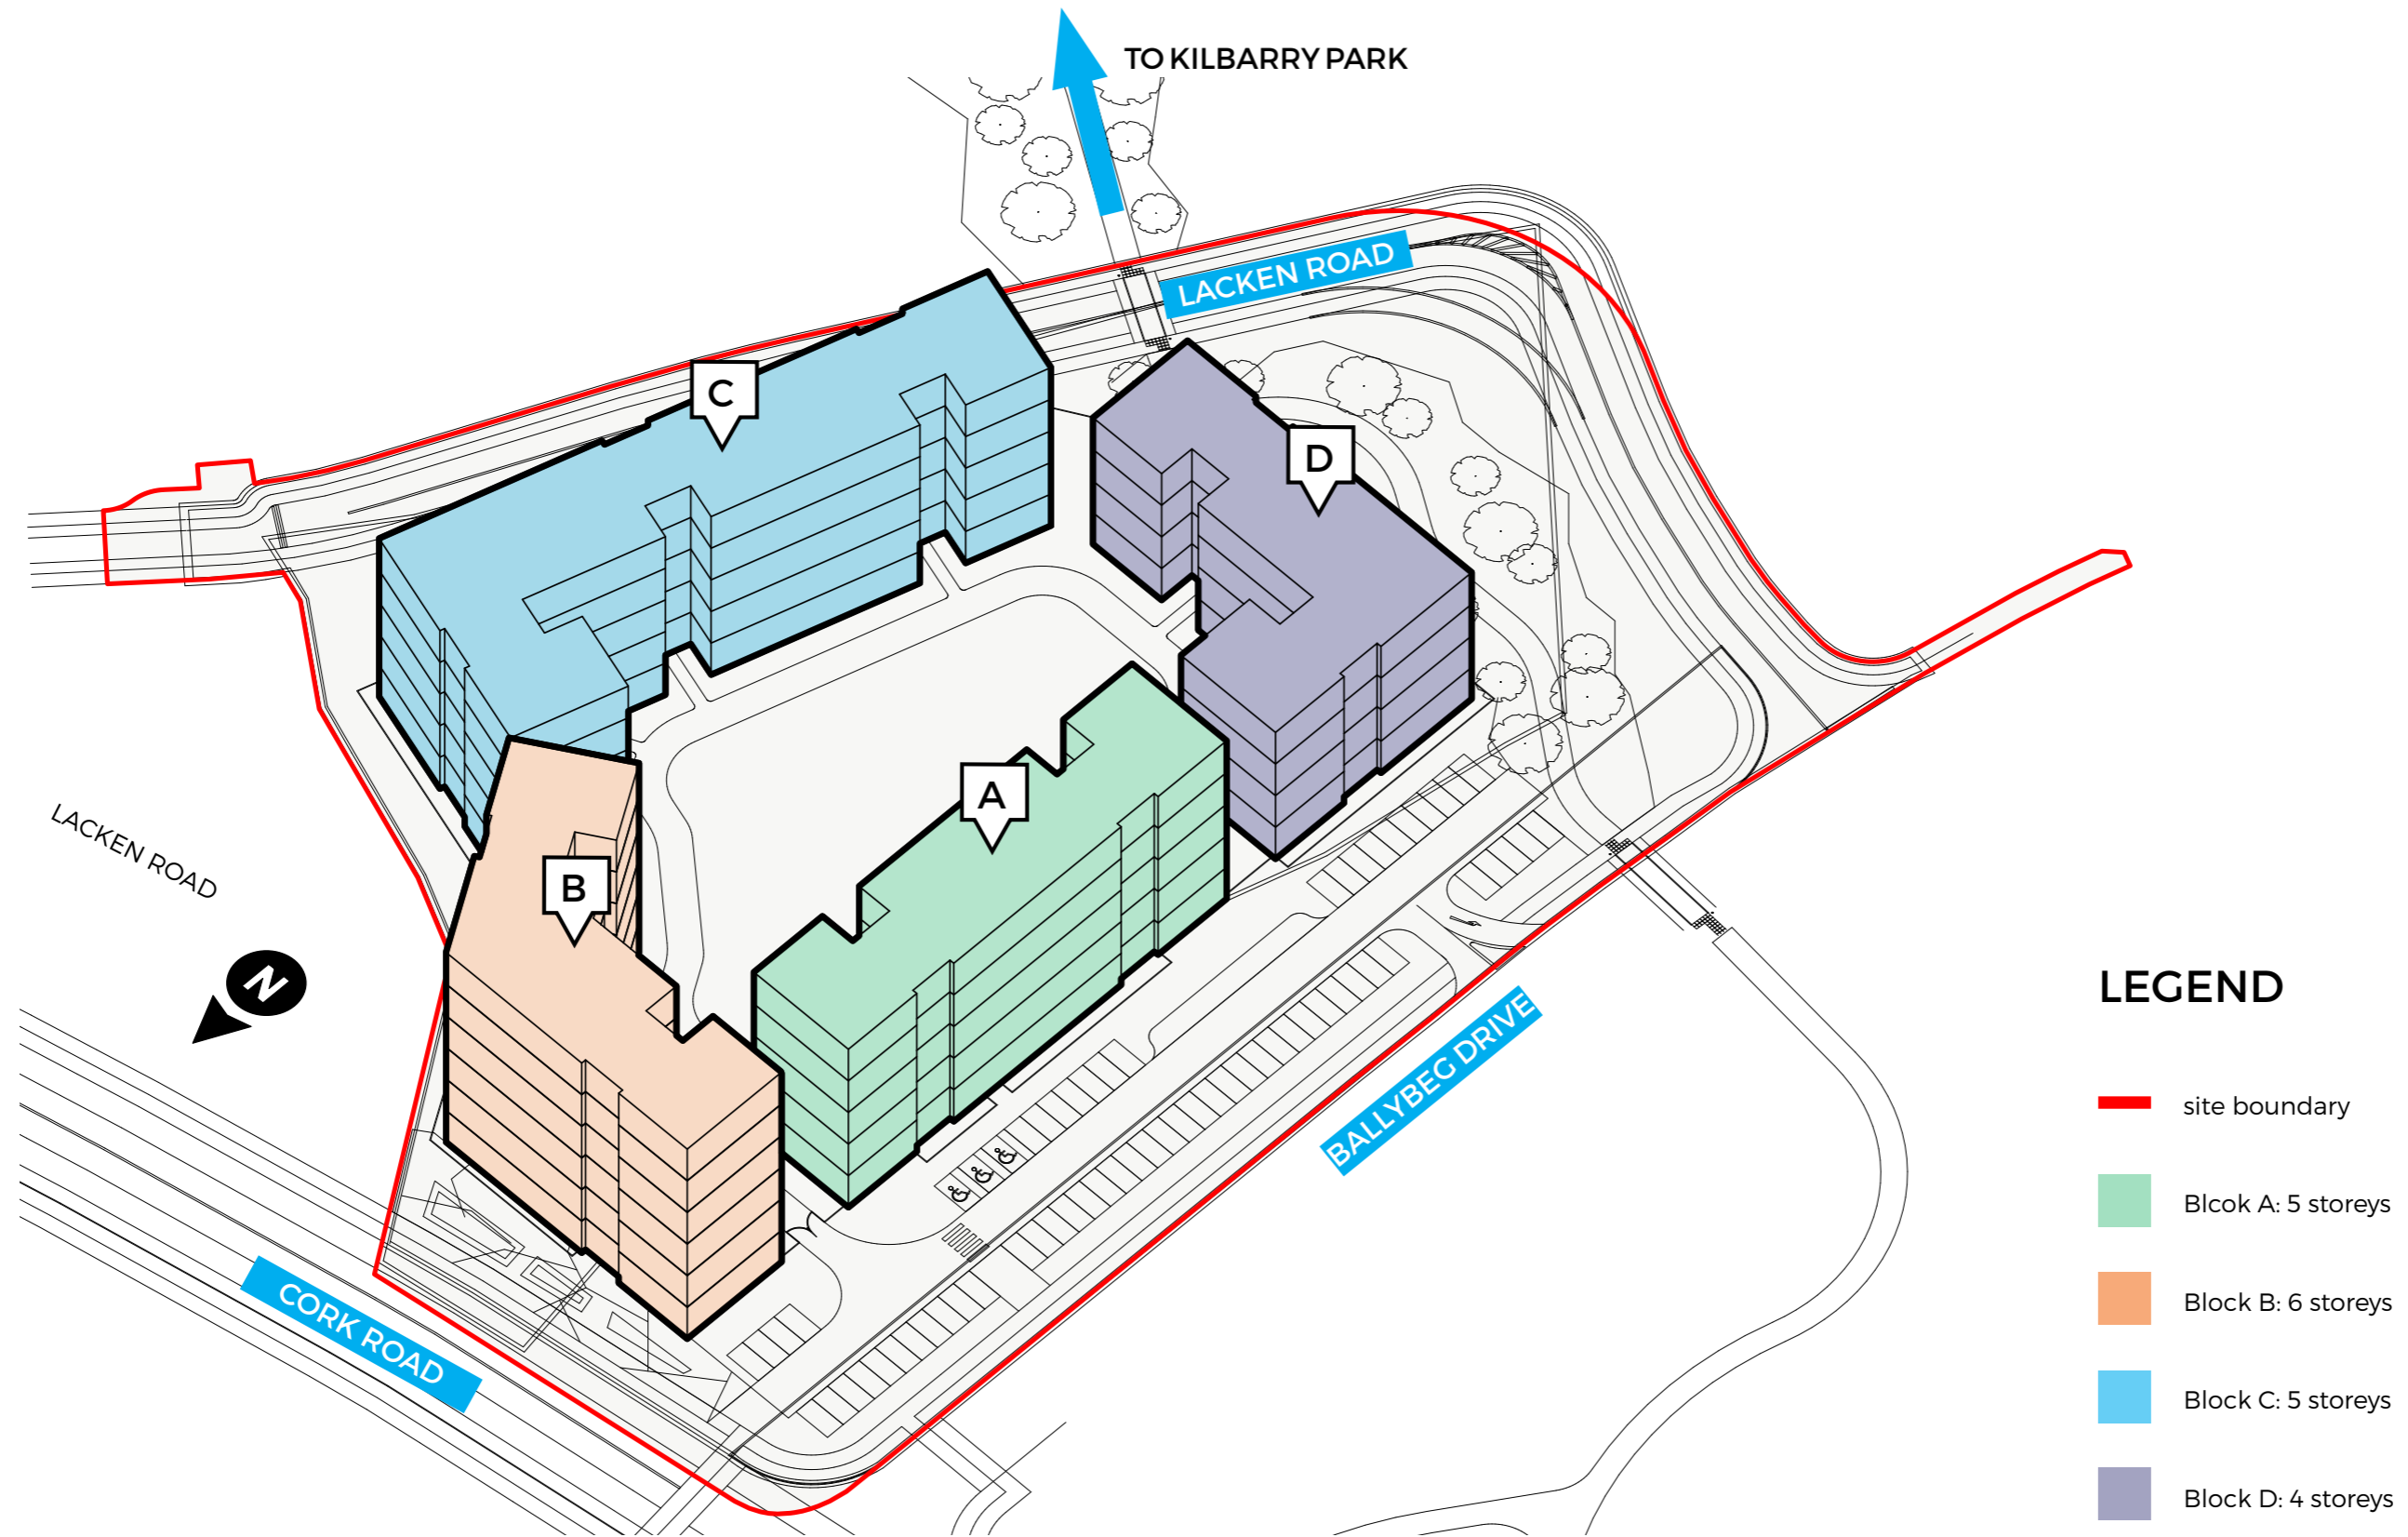 TO KILBARRY PARK
LACKEN ROAD
C
D
A
B
LACKEN ROAD
N
BALLYBEG DRIVE
CORK ROAD
LEGEND
site boundary
Blcok A: 5 storeys
Block B: 6 storeys
Block C: 5 storeys
Block D: 4 storeys